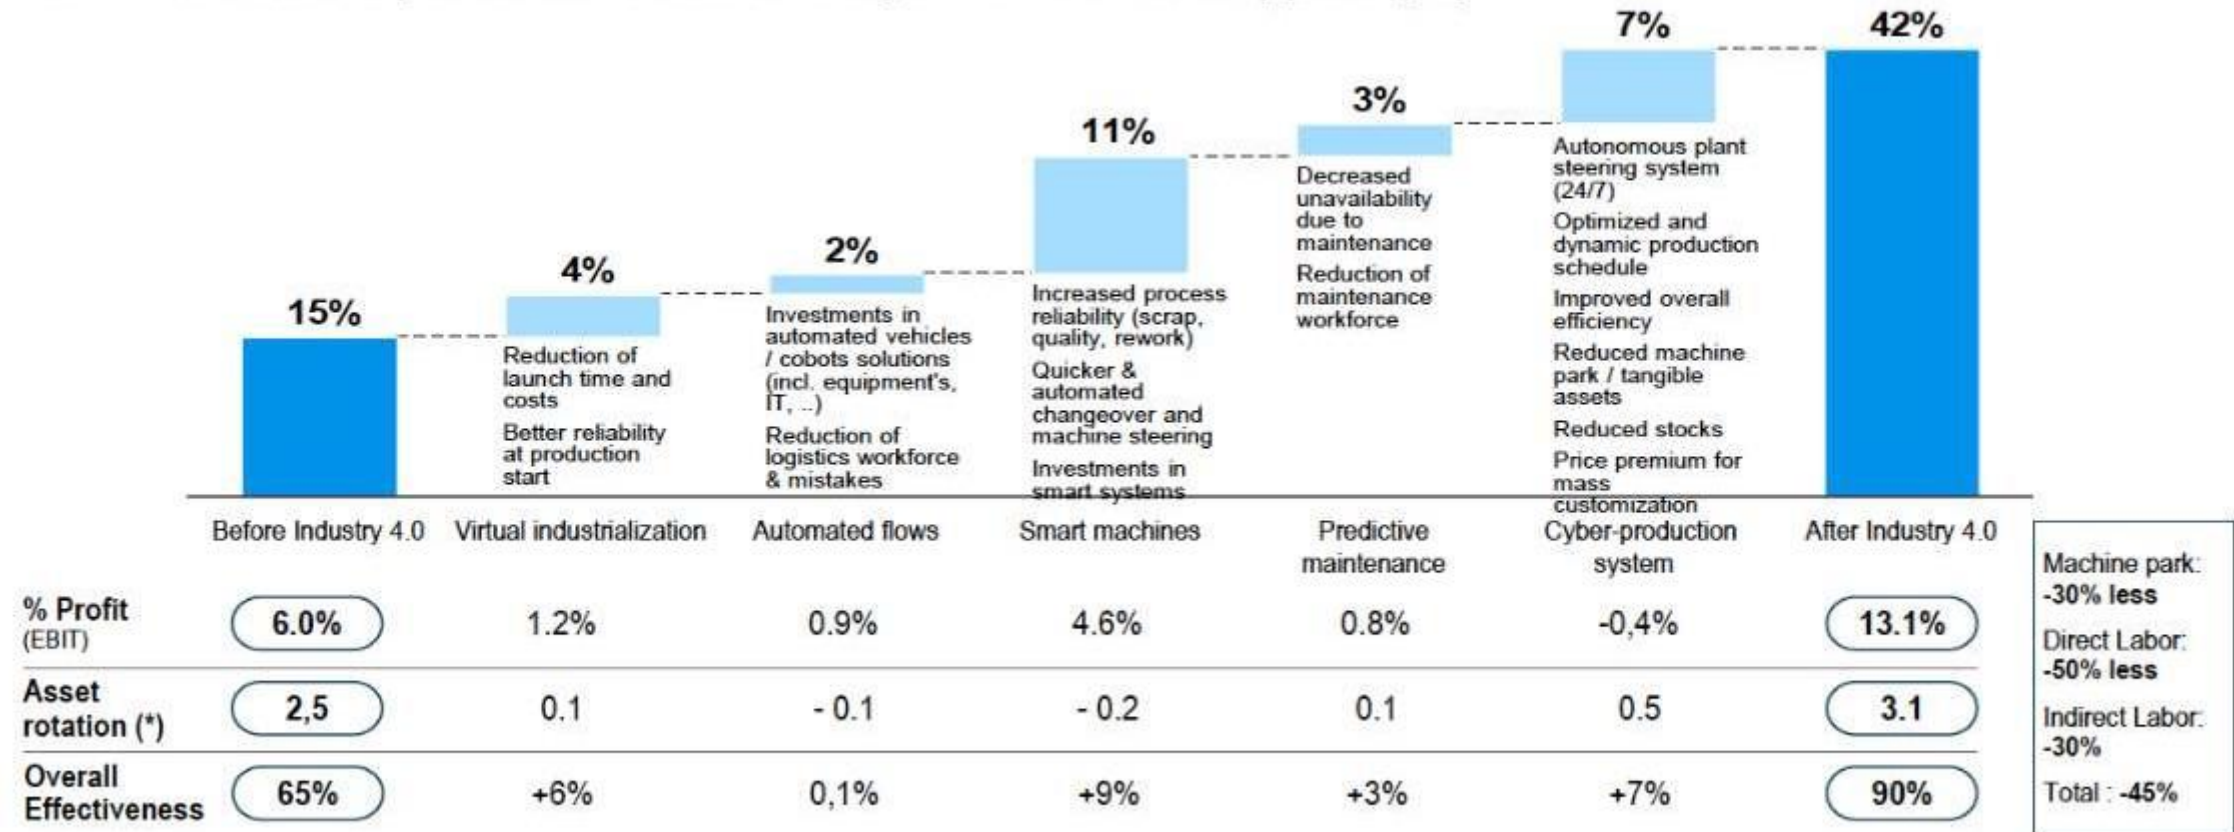 7%
42%
3%
11%
2%
4%
15%
Reduction of
launch time and
costs
Better reliability
at production
start
Investments in
automated vehicles
/ cobots solutions
(incl. equipment's,
IT, ..)
Reduction of
logistics workforce
& mistakes
Increased process
reliability (scrap,
quality, rework)
Quicker &
automated
changeover and
machine steering
Investments in
smart systems
Decreased
unavailability
due to
maintenance
Reduction of
maintenance
workforce
Autonomous plant
steering system
(24/7)
Optimized and
dynamic production
schedule
Improved overall
efficiency
Reduced machine
park / tangible
assets
Reduced stocks
Price premium for
mass
customization
Before Industry 4.0
Virtual industrialization
Automated flows
Smart machines
Predictive
maintenance
Cyber-production
system
After Industry 4.0
% Profit
(EBIT)
6.0%
1.2%
0.9%
4.6%
0.8%
-0,4%
13.1%
Asset
rotation (*)
2,5
0.1
- 0.1
- 0.2
0.1
0.5
3.1
Overall
Effectiveness
65%
+6%
0,1%
+9%
+3%
+7%
90%
Machine park:
-30% less
Direct Labor:
-50% less
Indirect Labor:
-30%
Total : -45%